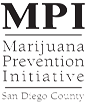 MPI
Marijuana
Prevention
Initiative
San Diego County